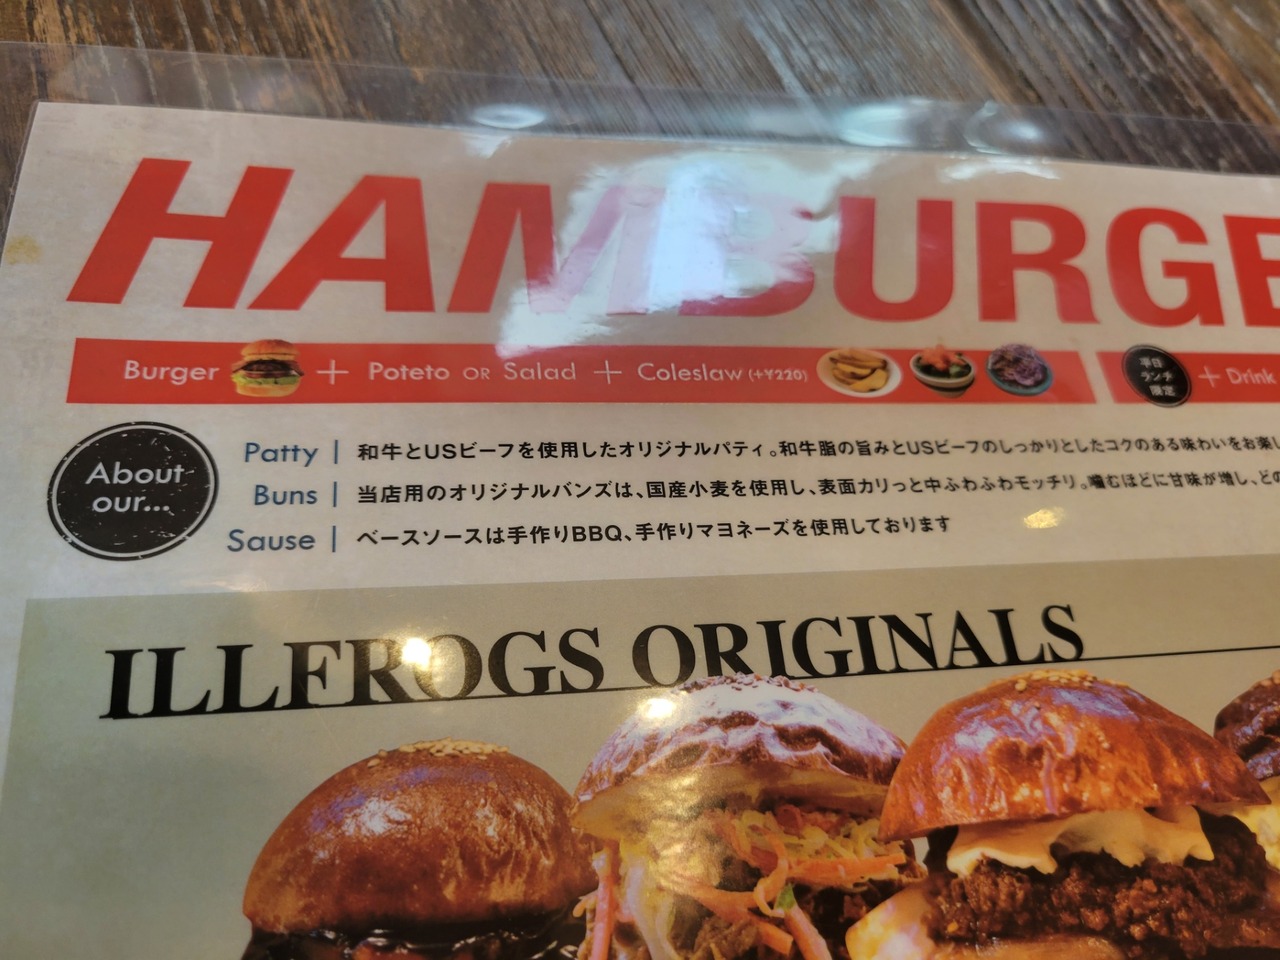 HAMBURGE
Burger + Poteto OR Salad + Coleslaw (+¥220)
平日
ランチ
限定
+ Drink
About
our...
Patty | 和牛とUSビーフを使用したオリジナルパティ。和牛脂の旨みとUSビーフのしっかりとしたコクのある味わいをお楽し
Buns | 当店用のオリジナルバンズは、国産小麦を使用し、表面カリっと中ふわふわモッチリ。噛むほどに甘味が増し、どの
Sause | ベースソースは手作りBBQ、手作りマヨネーズを使用しております
ILLFROGS ORIGINALS